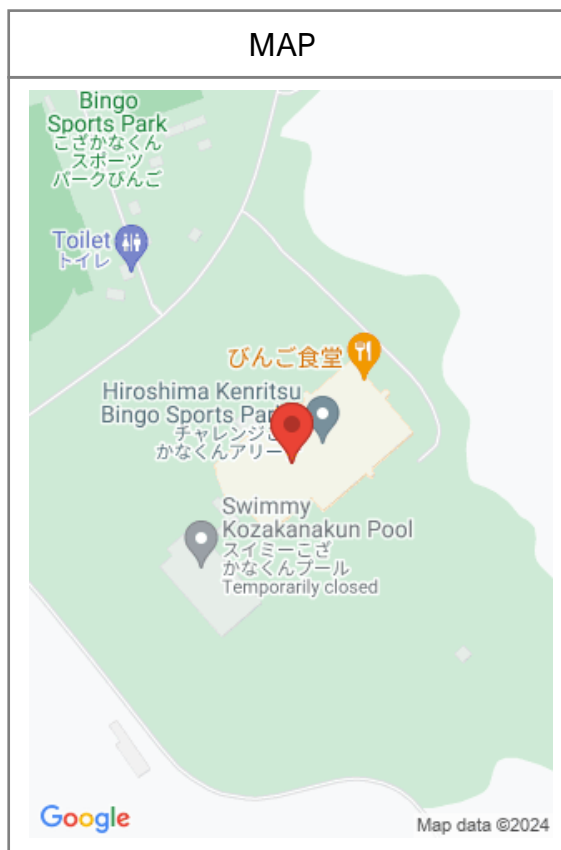 MAP
Bingo
Sports Park
こざかなくん
スポーツ
パークびんご
Toilet
トイレ
びんご食堂
Hiroshima Kenritsu
Bingo Sports Par
チャレンジ
かなくんアリー
Swimmy
Kozakanakun Pool
スイミーこざ
かなくんプール
Temporarily closed
Google
Map data ©2024